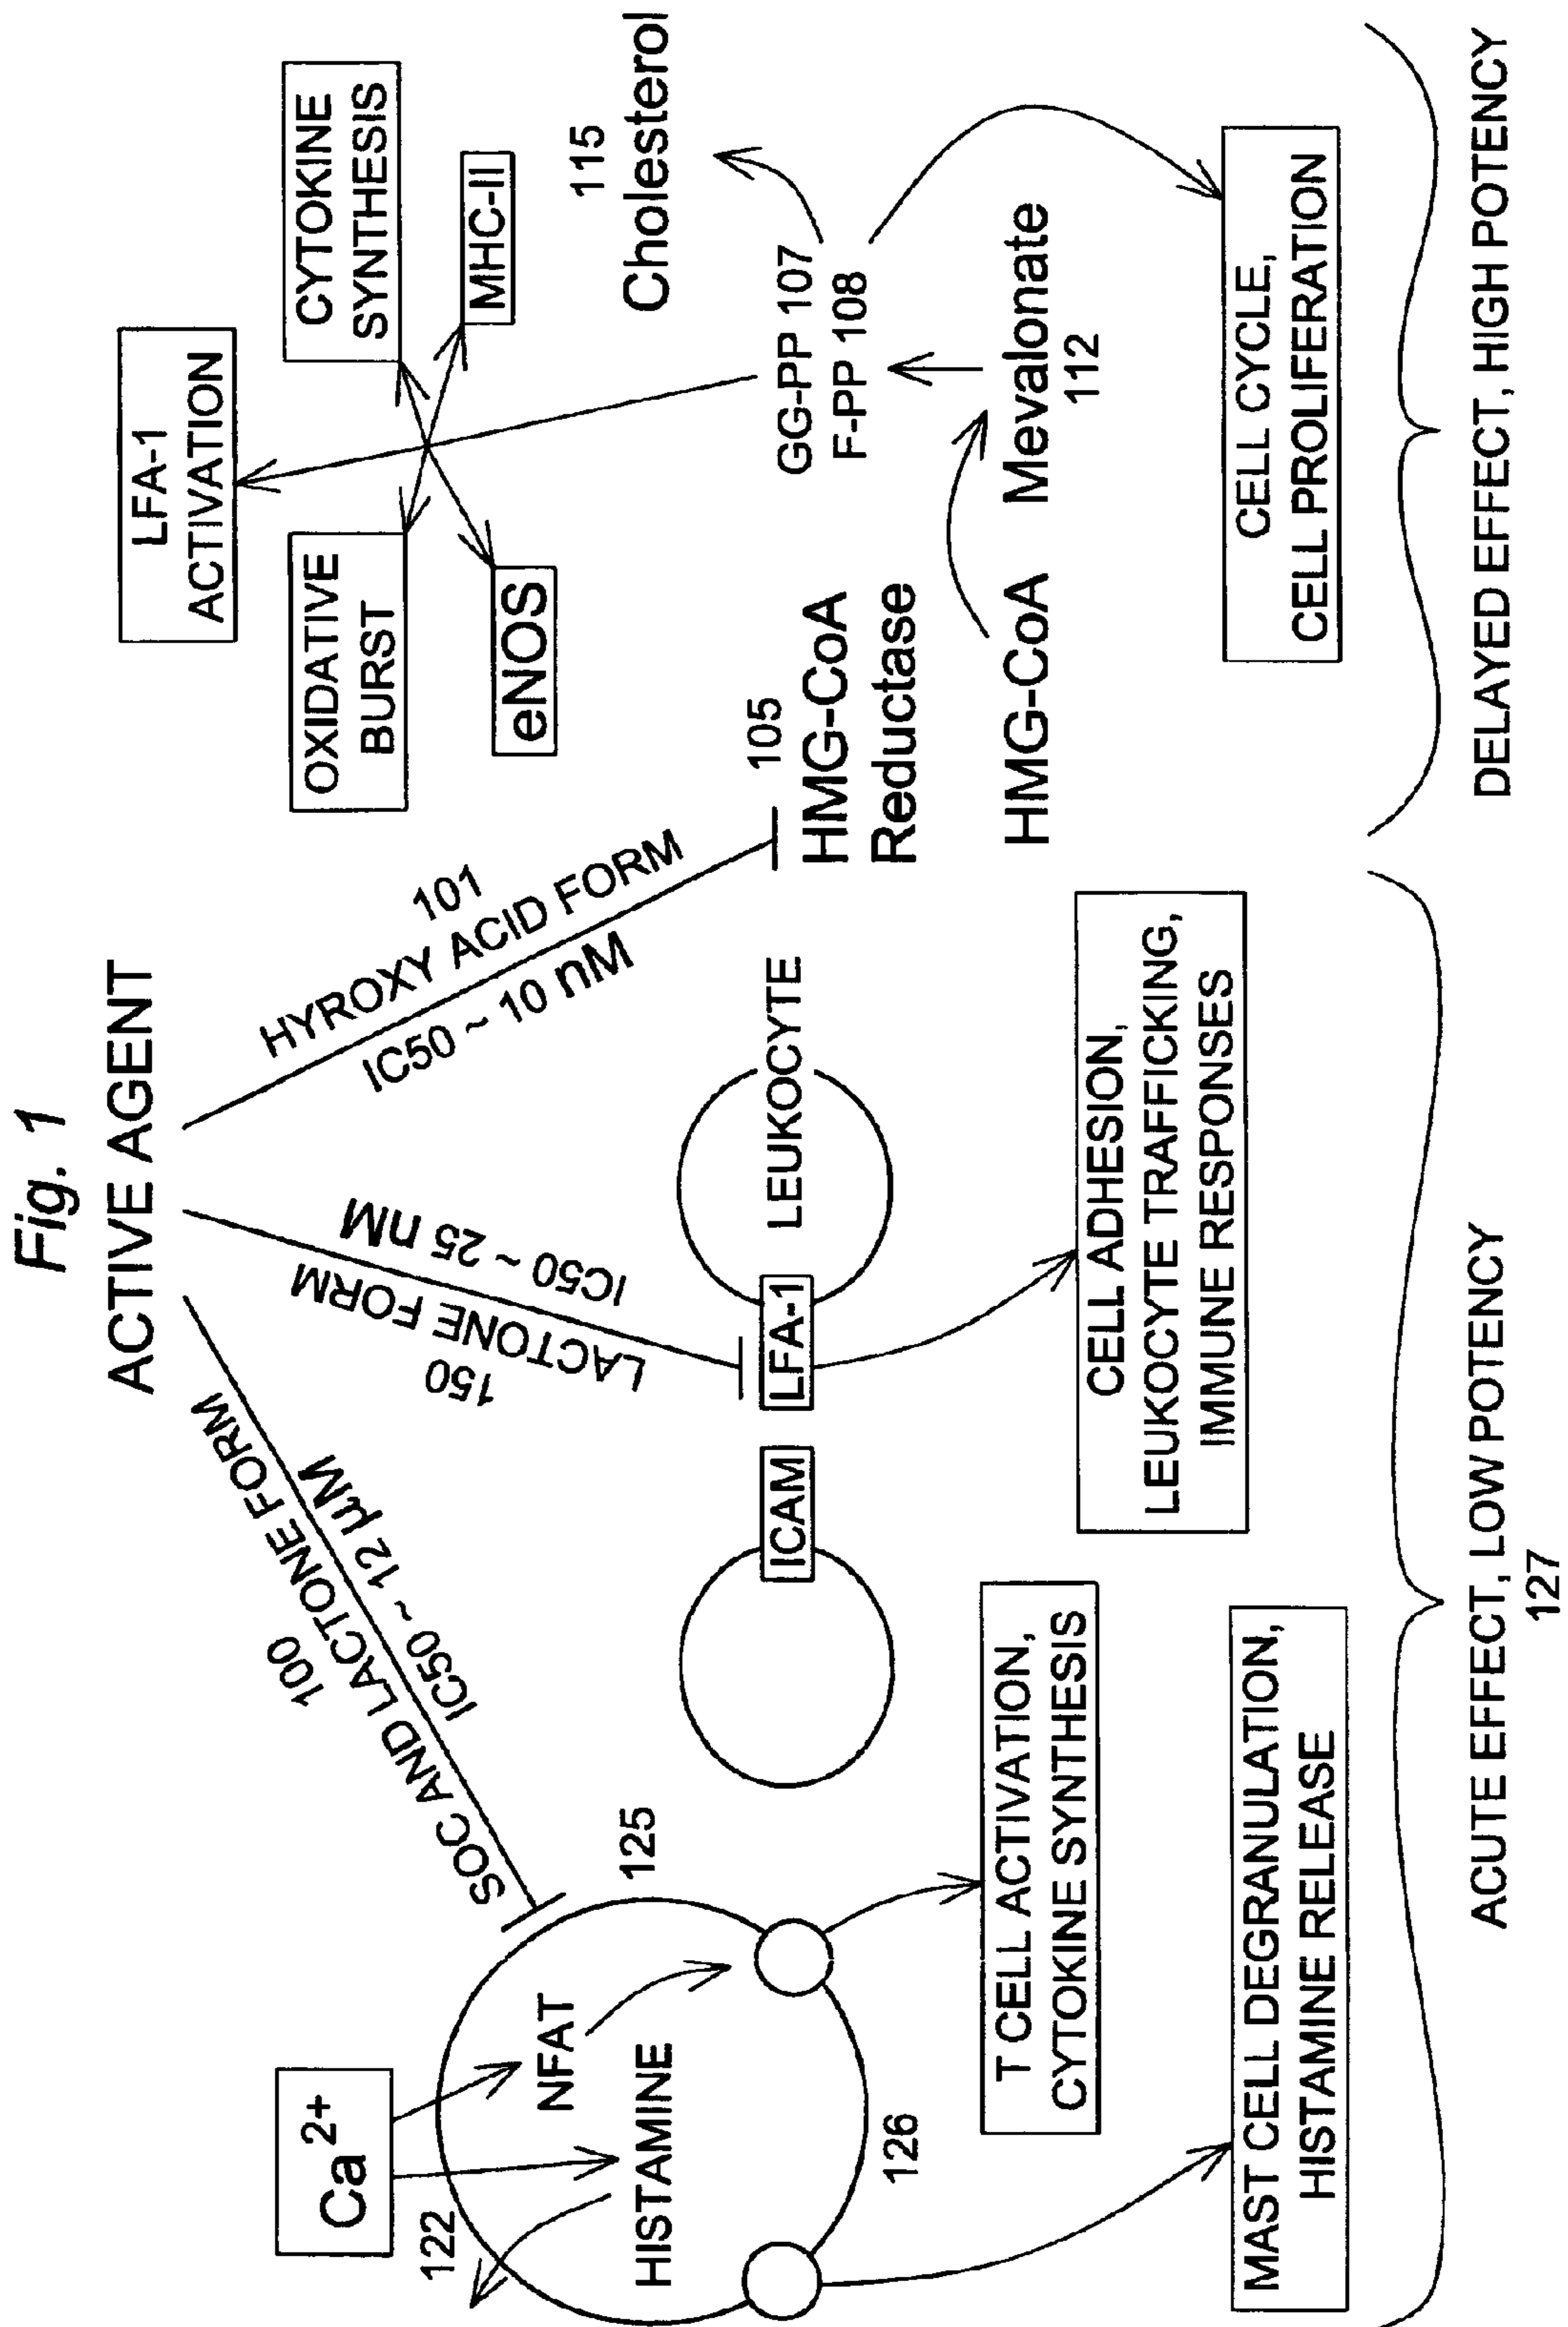 Fig. 1
ACTIVE AGENT
100
SOC AND LACTONE FORM
IC50 ~ 12 µM
150
LACTONE FORM
IC50 ~ 25 nM
101
HYROXY ACID FORM
IC50 ~ 10 nM
Ca2+
122
NFAT
HISTAMINE
125
126
T CELL ACTIVATION,
CYTOKINE SYNTHESIS
MAST CELL DEGRANULATION,
HISTAMINE RELEASE
ICAM
LFA-1
LEUKOCYTE
CELL ADHESION,
LEUKOCYTE TRAFFICKING,
IMMUNE RESPONSES
ACUTE EFFECT, LOW POTENCY
127
LFA-1
ACTIVATION
OXIDATIVE
BURST
CYTOKINE
SYNTHESIS
eNOS
MHC-II
105
HMG-CoA
Reductase
115
Cholesterol
GG-PP 107
F-PP 108
HMG-CoA
Mevalonate
112
CELL CYCLE,
CELL PROLIFERATION
DELAYED EFFECT, HIGH POTENCY